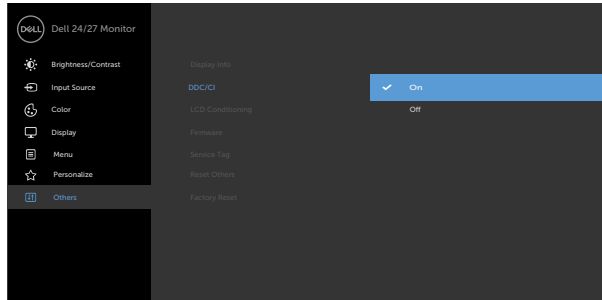 DELL
Dell 24/27 Monitor
Brightness/Contrast
Input Source
Color
Display
Menu
Personalize
Others
Display Info
DDC/CI
LCD Conditioning
Firmware
Service Tag
Reset Others
Factory Reset
On
Off